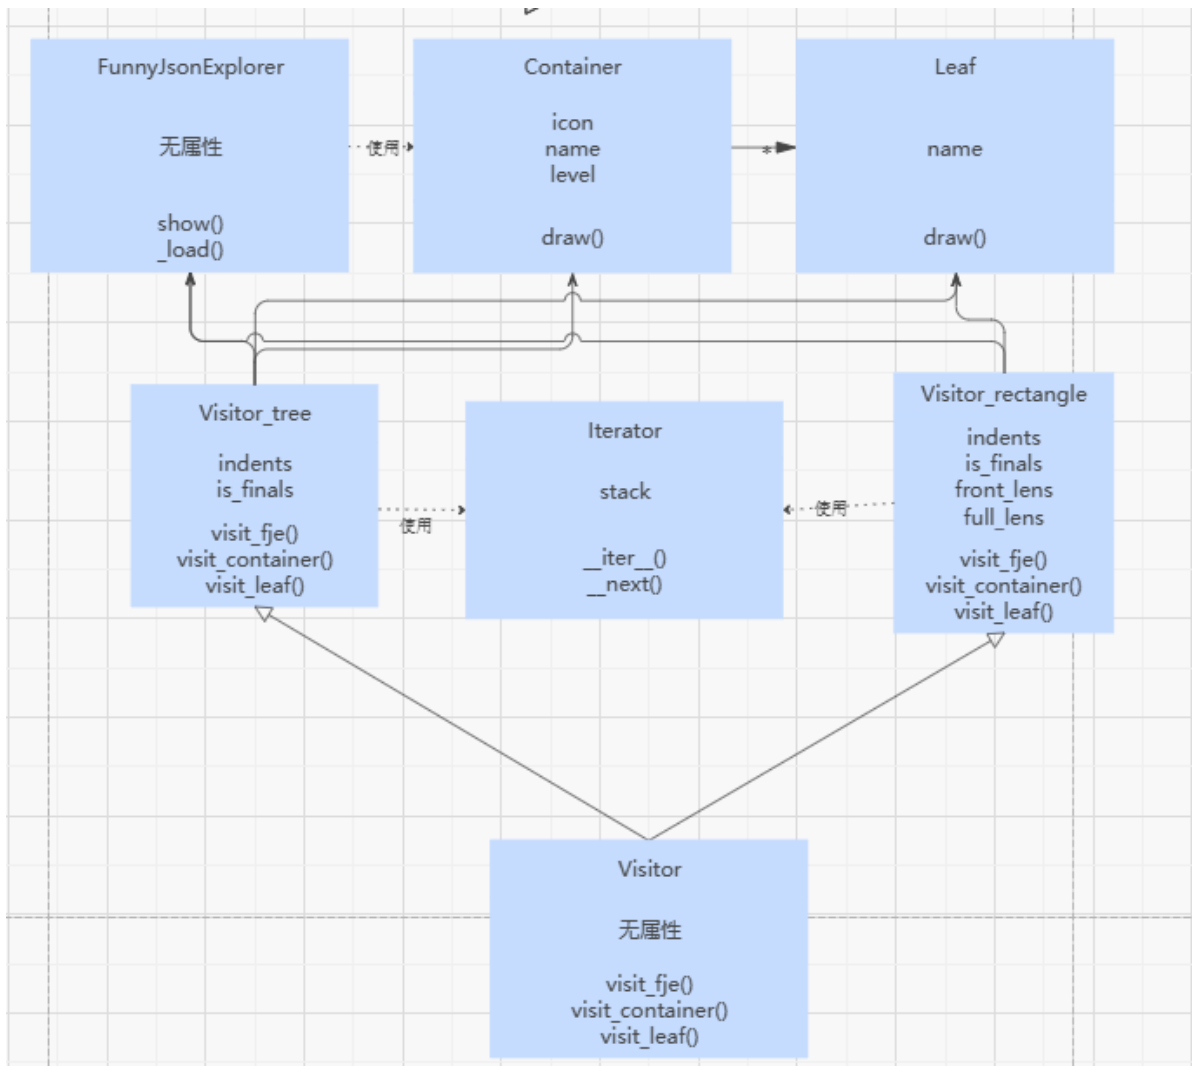 FunnyJsonExplorer
无属性
show()
_load()
使用
Container
icon
name
level
draw()
*
Leaf
name
draw()
Visitor_tree
indents
is_finals
visit_fje()
visit_container()
visit_leaf()
使用
Iterator
stack
__iter__()
__next()
使用
Visitor_rectangle
indents
is_finals
front_lens
full_lens
visit_fje()
visit_container()
visit_leaf()
Visitor
无属性
visit_fje()
visit_container()
visit_leaf()